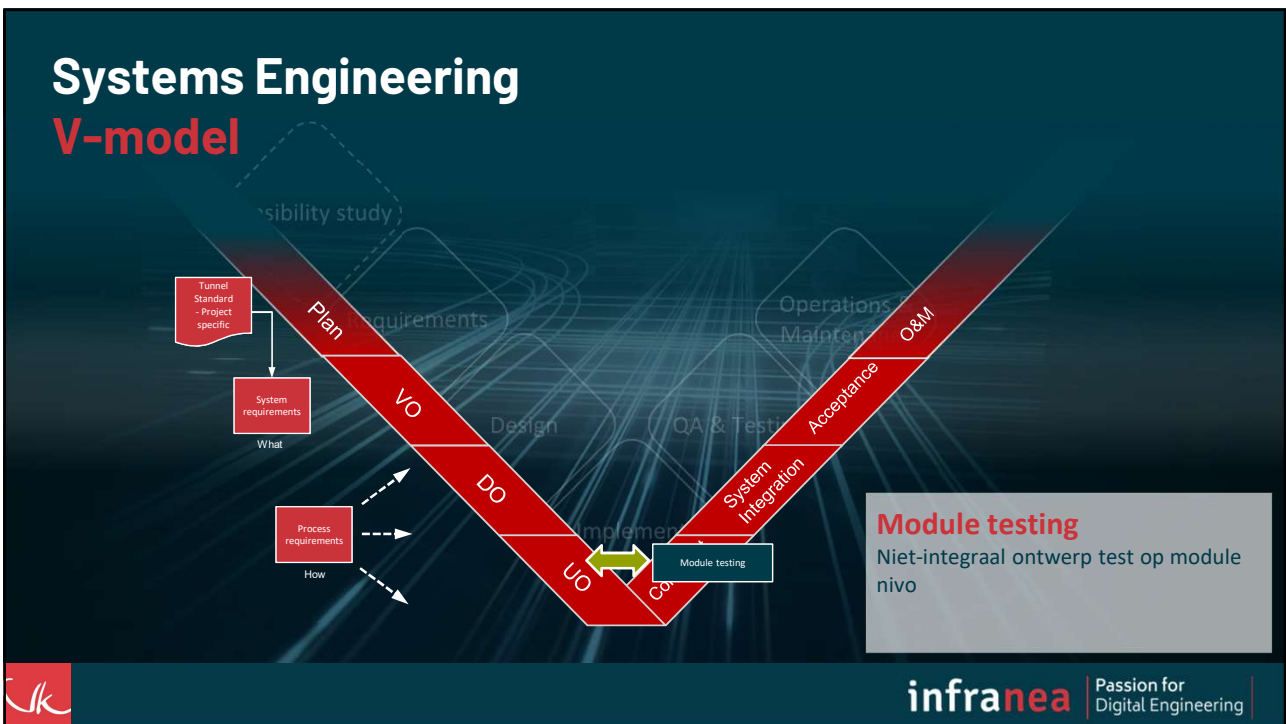 Systems Engineering
V-model
sibility study
Requirements
Design
Operations &
QA & Testi
Tunnel
Standard
- Project
specific
System
requirements
What
Process
requirements
How
Plan
VO
DO
UO
Module testing
System
Integration
Acceptance
O&M
Module testing
Niet-integraal ontwerp test op module
nivo
infranea
Passion for
Digital Engineering